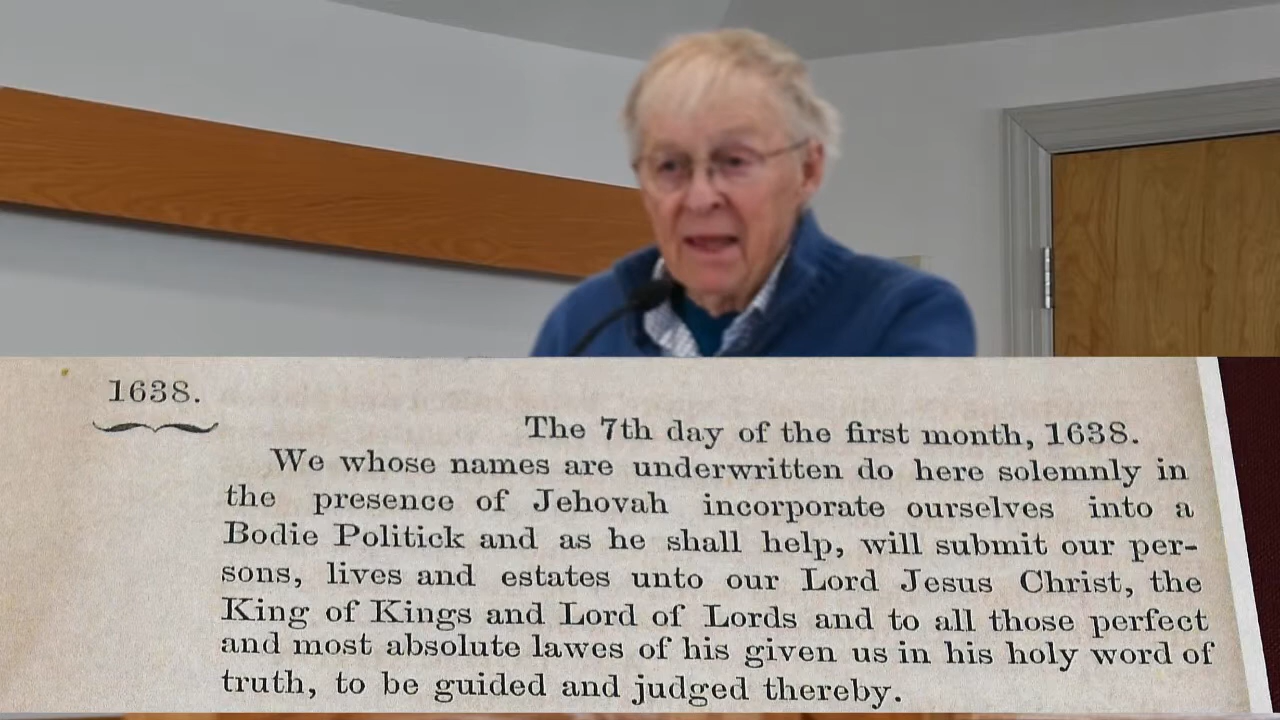 1638.
The 7th day of the first month, 1638.
We whose names are underwritten do here solemnly in
the presence of Jehovah incorporate ourselves into a
Bodie Politick and as he shall help, will submit our per-
sons, lives and estates unto our Lord Jesus Christ, the
King of Kings and Lord of Lords and to all those perfect
and most absolute lawes of his given us in his holy word of
truth, to be guided and judged thereby.